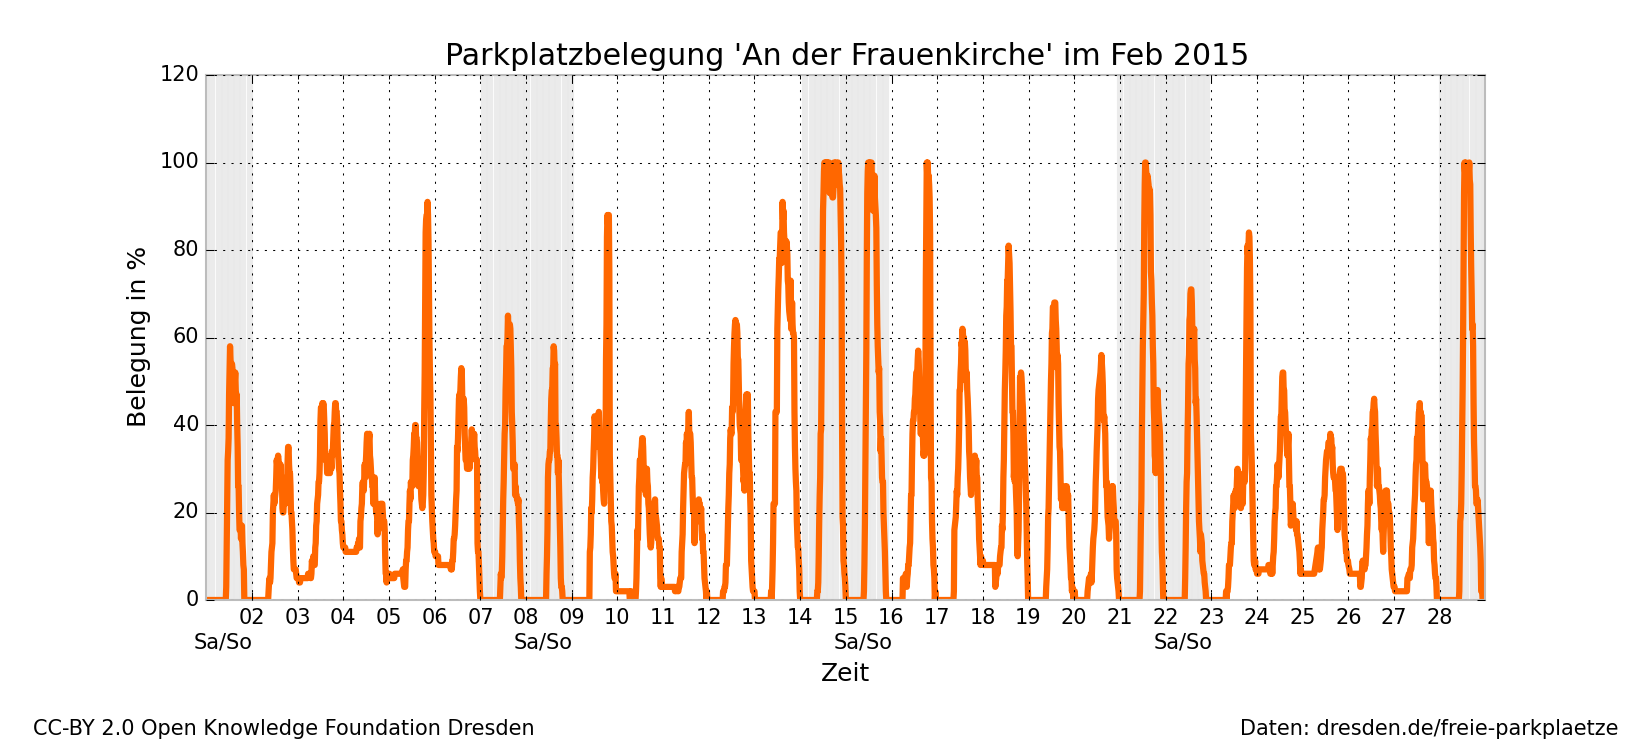 Parkplatzbelegung 'An der Frauenkirche' im Feb 2015
120
100
80
60
40
20
0
Belegung in %
02 03 04 05 06 07 08 09 10 11 12 13 14 15 16 17 18 19 20 21 22 23 24 25 26 27 28
Sa/So Sa/So Sa/So Sa/So
Zeit
CC-BY 2.0 Open Knowledge Foundation Dresden
Daten: dresden.de/freie-parkplaetze